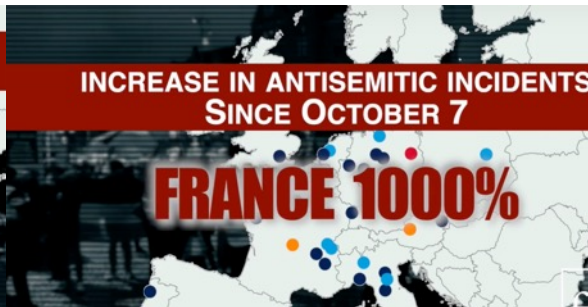 INCREASE IN ANTISEMITIC INCIDENTS
SINCE OCTOBER 7
FRANCE 1000%